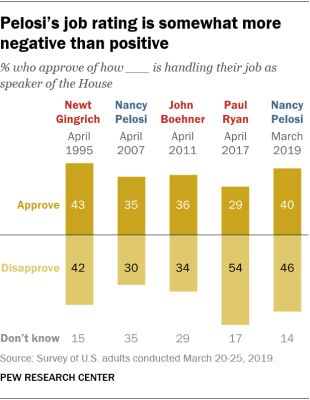 Pelosi's job rating is somewhat more
negative than positive
% who approve of how ___ is handling their job as
speaker of the House
Newt Nancy John Paul Nancy
Gingrich Pelosi Boehner Ryan Pelosi
April April April April March
1995 2007 2011 2017 2019
Approve 43 35 36 29 40
Disapprove 42 30 34 54 46
Don't know 15 35 29 17 14
Source: Survey of U.S. adults conducted March 20-25, 2019.
PEW RESEARCH CENTER